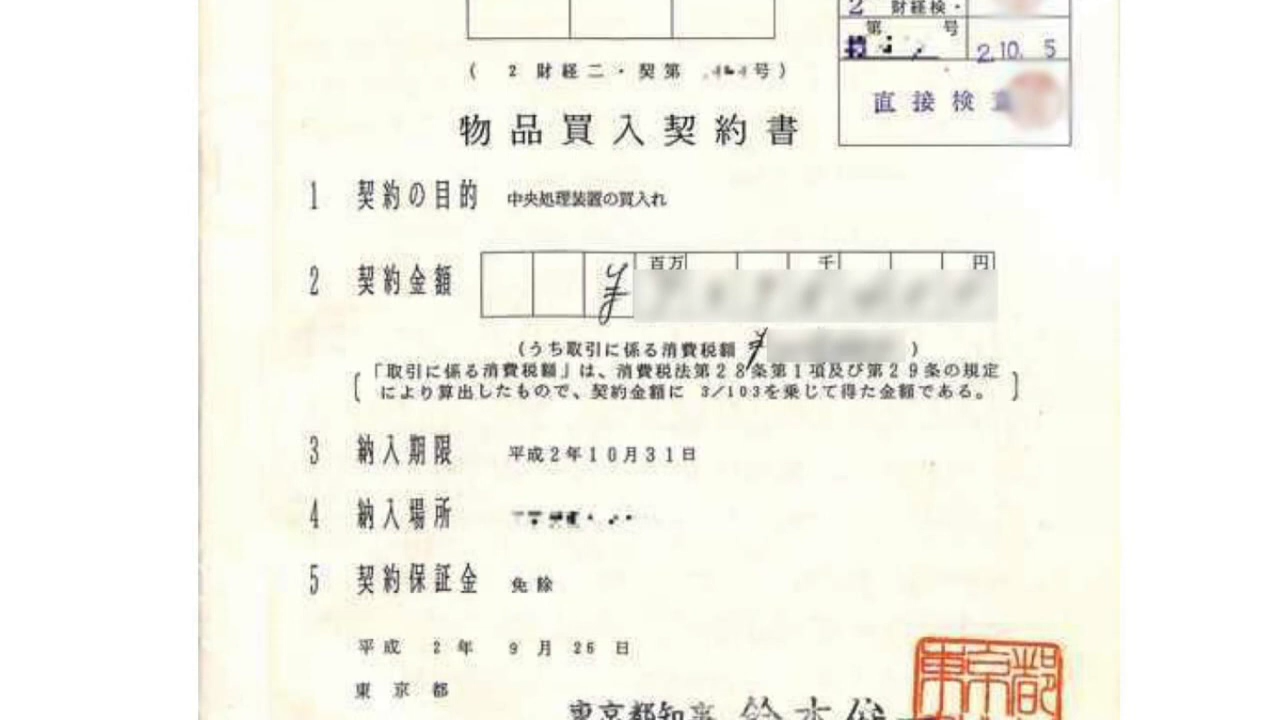 2 財経検・
第 号
2.10.5
直接検
(2財経二・契第 号)
物品買入契約書
1 契約の目的 中央処理装置の買入れ
2 契約金額 ¥ 百万 千 円
(うち取引に係る消費税額 ¥ )
「取引に係る消費税額」は、消費税法第28条第1項及び第29条の規定
により算出したもので、契約金額に 3/103を乗じて得た金額である。
3 納入期限 平成2年10月31日
4 納入場所
5 契約保証金 免除
平成 2年 9月26日
東京都
東京都知事 鈴木俊一
東京都